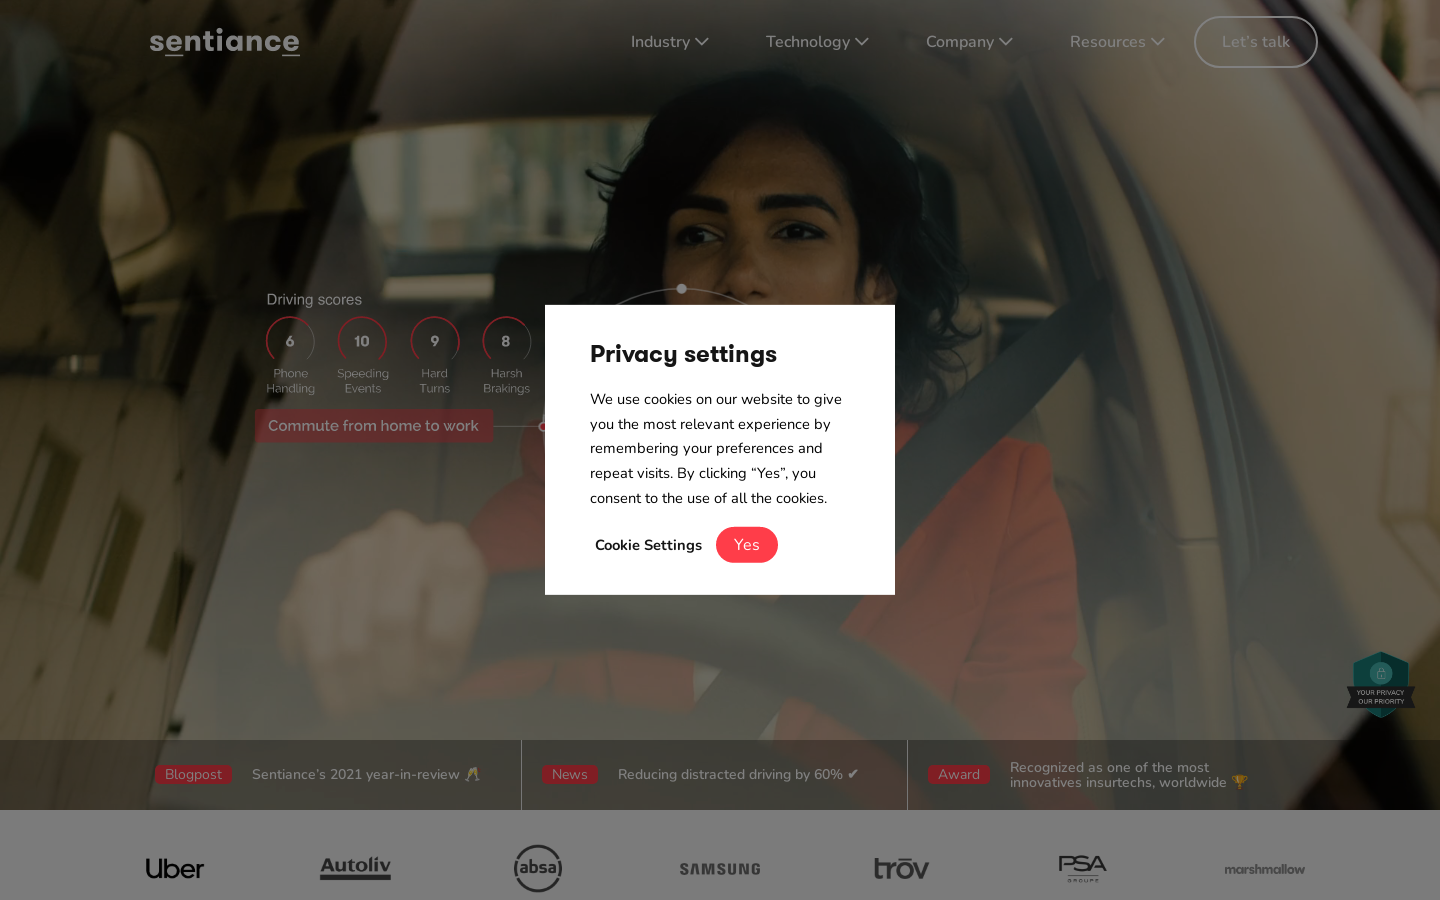 sentiance
Industry
Technology
Company
Resources
Let's talk
Driving scores
6
10
9
8
Phone
Handling
Speeding
Events
Hard
Turns
Harsh
Brakings
Commute from home to work
Privacy settings
We use cookies on our website to give
you the most relevant experience by
remembering your preferences and
repeat visits. By clicking “Yes”, you
consent to the use of all the cookies.
Cookie Settings
Yes
YOUR PRIVACY
OUR PRIORITY
Blogpost
Sentiance’s 2021 year-in-review 🥂
News
Reducing distracted driving by 60% ✔
Award
Recognized as one of the most
innovatives insurtechs, worldwide 🏆
Uber
Autoliv
absa
SAMSUNG
trōv
PSA
GROUPE
marshmallow